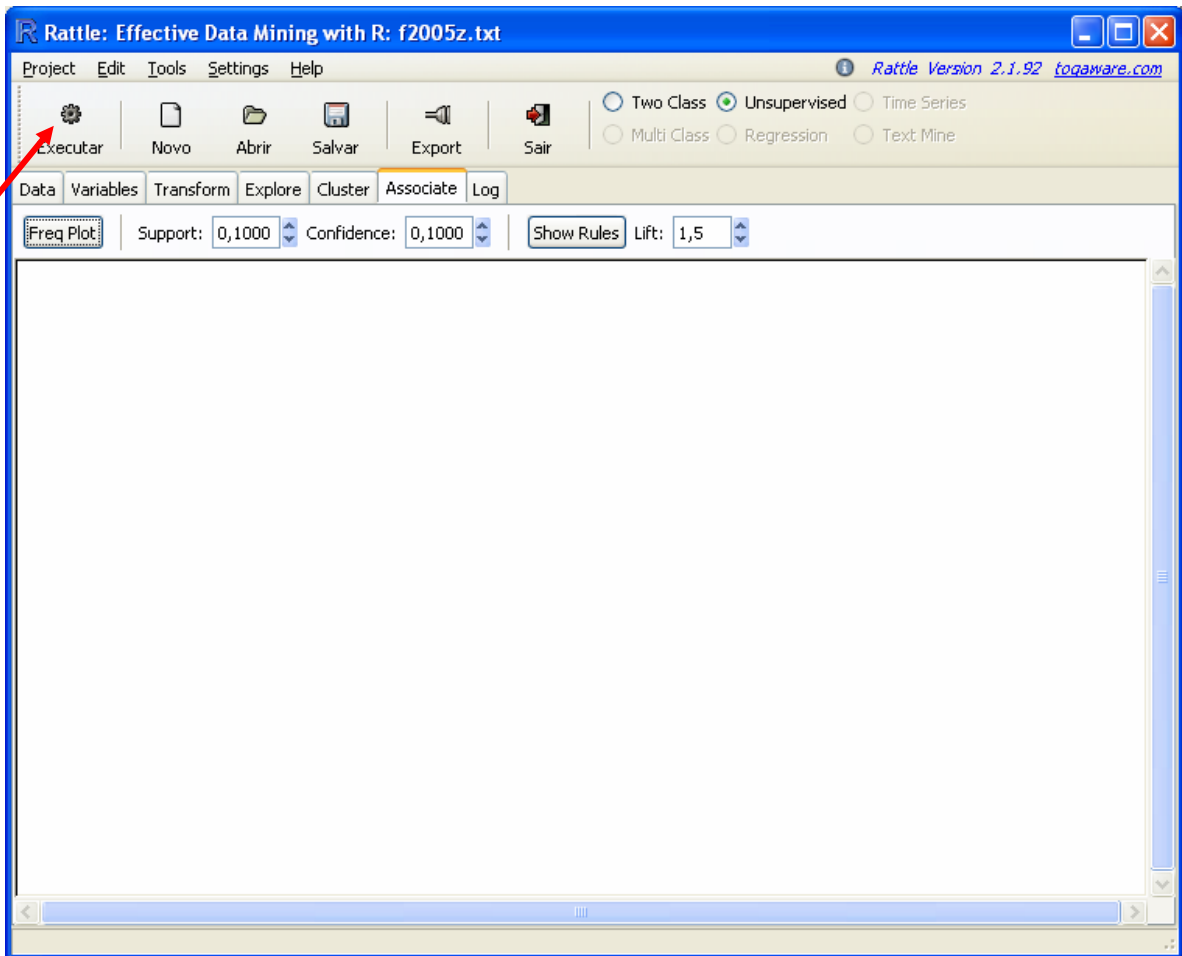 Rattle: Effective Data Mining with R: f2005z.txt
Project Edit Tools Settings Help Rattle Version 2.1.92 togaware.com
Two Class Unsupervised Time Series
Multi Class Regression Text Mine
Executar Novo Abrir Salvar Export Sair
Data Variables Transform Explore Cluster Associate Log
Freq Plot Support: 0,1000 Confidence: 0,1000 Show Rules Lift: 1,5